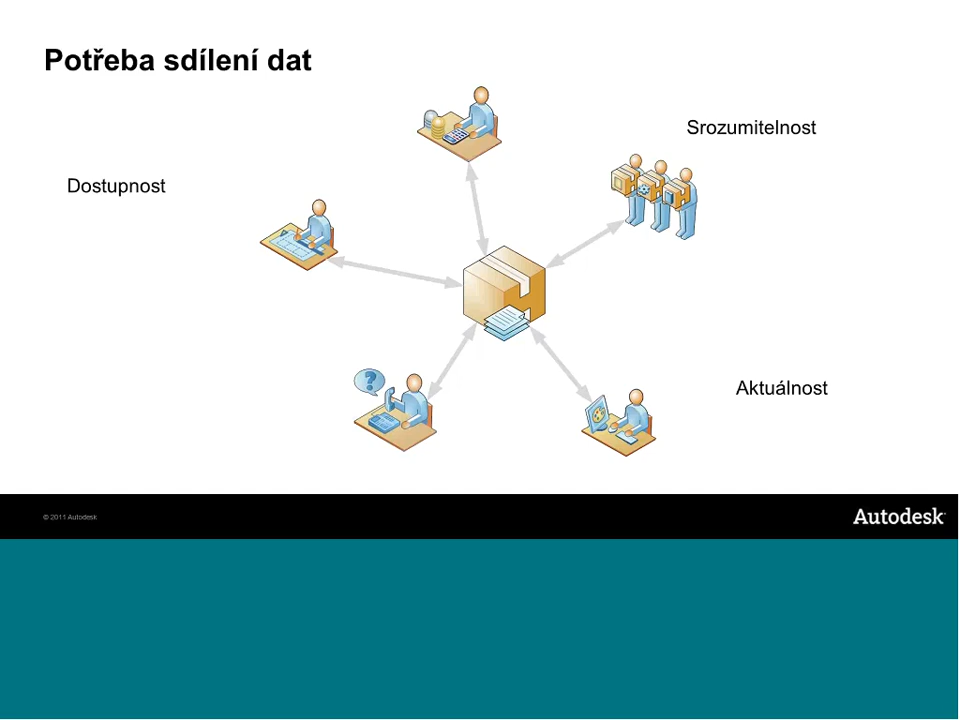 Potřeba sdílení dat
Srozumitelnost
Dostupnost
?
Aktuálnost
© 2011 Autodesk
Autodesk